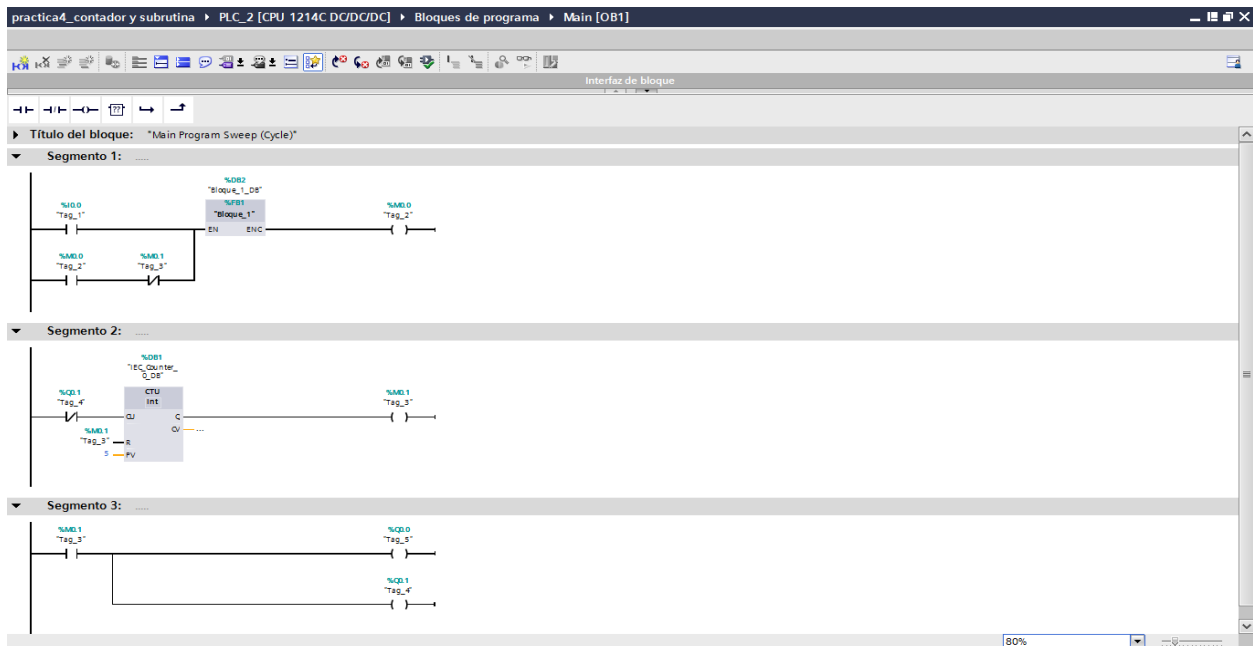 practica4_contador y subrutina ▸ PLC_2 [CPU 1214C DC/DC/DC] ▸ Bloques de programa ▸ Main [OB1]
Interfaz de bloque
??
Título del bloque: "Main Program Sweep (Cycle)"
Segmento 1: .....
%DB2
"Bloque_1_DB"
%I0.0
"Tag_1"
%FB1
"Bloque_1"
%M0.0
"Tag_2"
EN ENO
%M0.0
"Tag_2"
%M0.1
"Tag_3"
Segmento 2: .....
%DB1
"IEC_Counter_
0_DB"
%Q0.1
"Tag_4"
CTU
Int
%M0.1
"Tag_3"
CU Q
CV ...
%M0.1
"Tag_3"
R
5 PV
Segmento 3: .....
%M0.1
"Tag_3"
%Q0.0
"Tag_5"
%Q0.1
"Tag_4"
80%